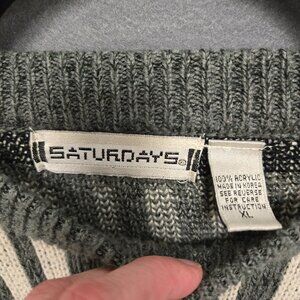 SATURDAYS®
100% ACRYLIC
MADE IN KOREA
SEE REVERSE
FOR CARE
INSTRUCTION
XL